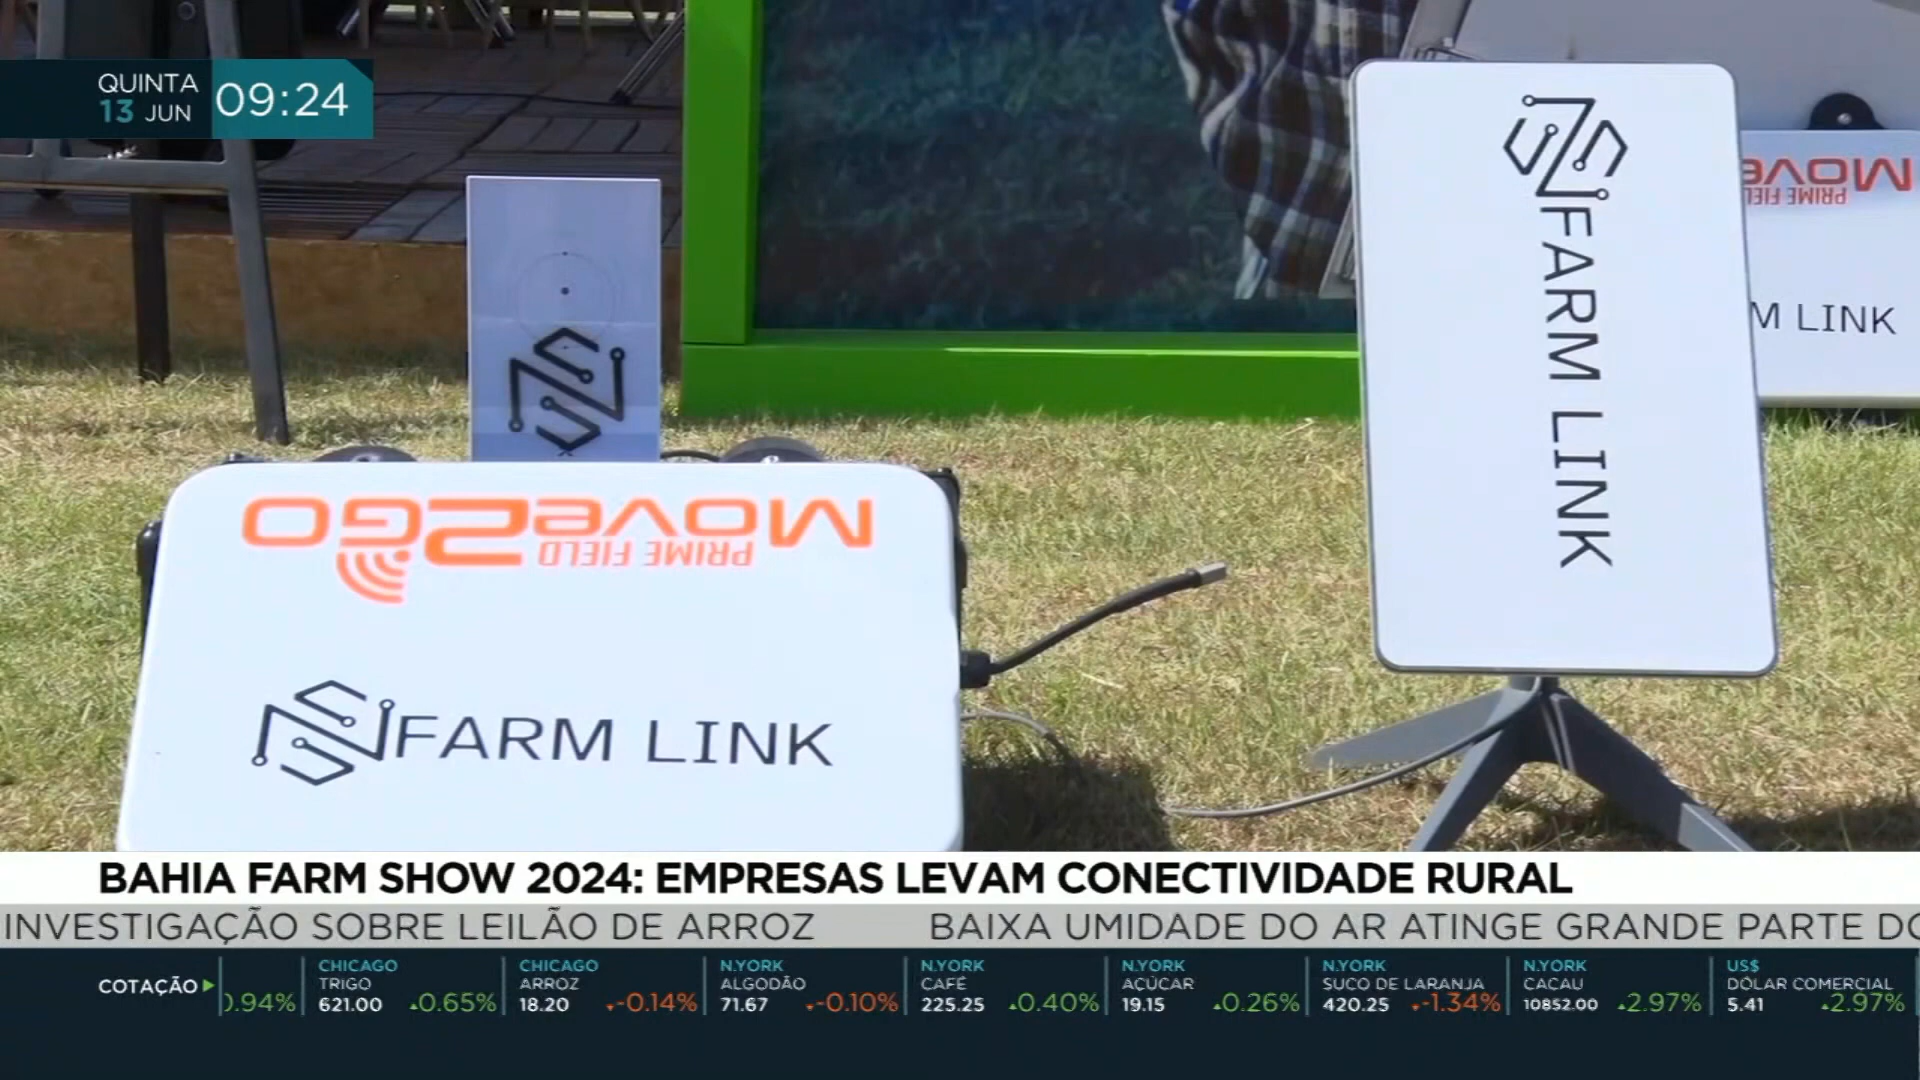 QUINTA
13 JUN
09:24
FARM LINK
MOVE
PRIME FIELD
M LINK
MOVE2GO
PRIME FIELD
FARM LINK
BAHIA FARM SHOW 2024: EMPRESAS LEVAM CONECTIVIDADE RURAL
INVESTIGAÇÃO SOBRE LEILÃO DE ARROZ BAIXA UMIDADE DO AR ATINGE GRANDE PARTE DO
COTAÇÃO
0.94%
CHICAGO
TRIGO
621.00 0.65%
CHICAGO
ARROZ
18.20 -0.14%
N.YORK
ALGODÃO
71.67 -0.10%
N.YORK
CAFÉ
225.25 0.40%
N.YORK
AÇÚCAR
19.15 0.26%
N.YORK
SUCO DE LARANJA
420.25 -1.34%
N.YORK
CACAU
10852.00 2.97%
US$
DÓLAR COMERCIAL
5.41 2.97%